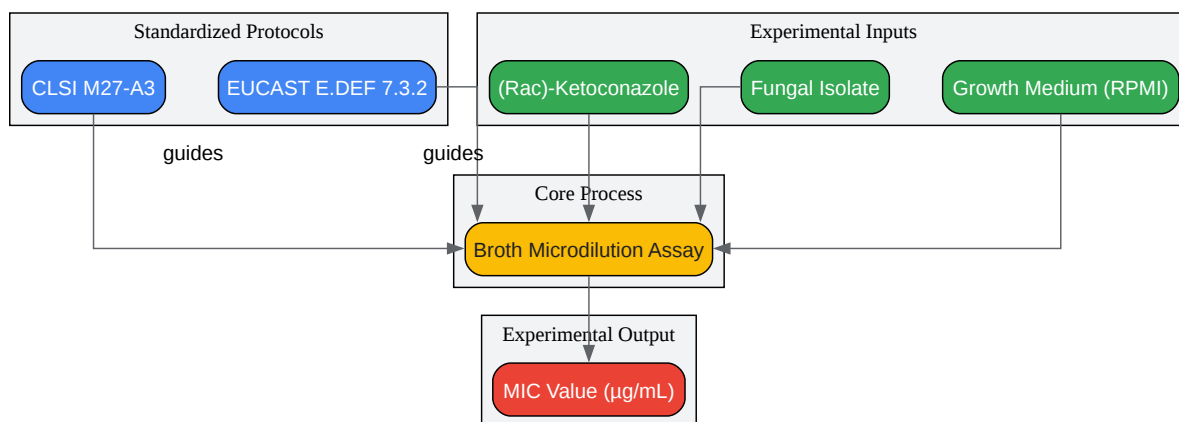 Standardized Protocols
Experimental Inputs
CLSI M27-A3
EUCAST E.DEF 7.3.2
(Rac)-Ketoconazole
Fungal Isolate
Growth Medium (RPMI)
guides
guides
Core Process
Broth Microdilution Assay
Experimental Output
MIC Value (µg/mL)